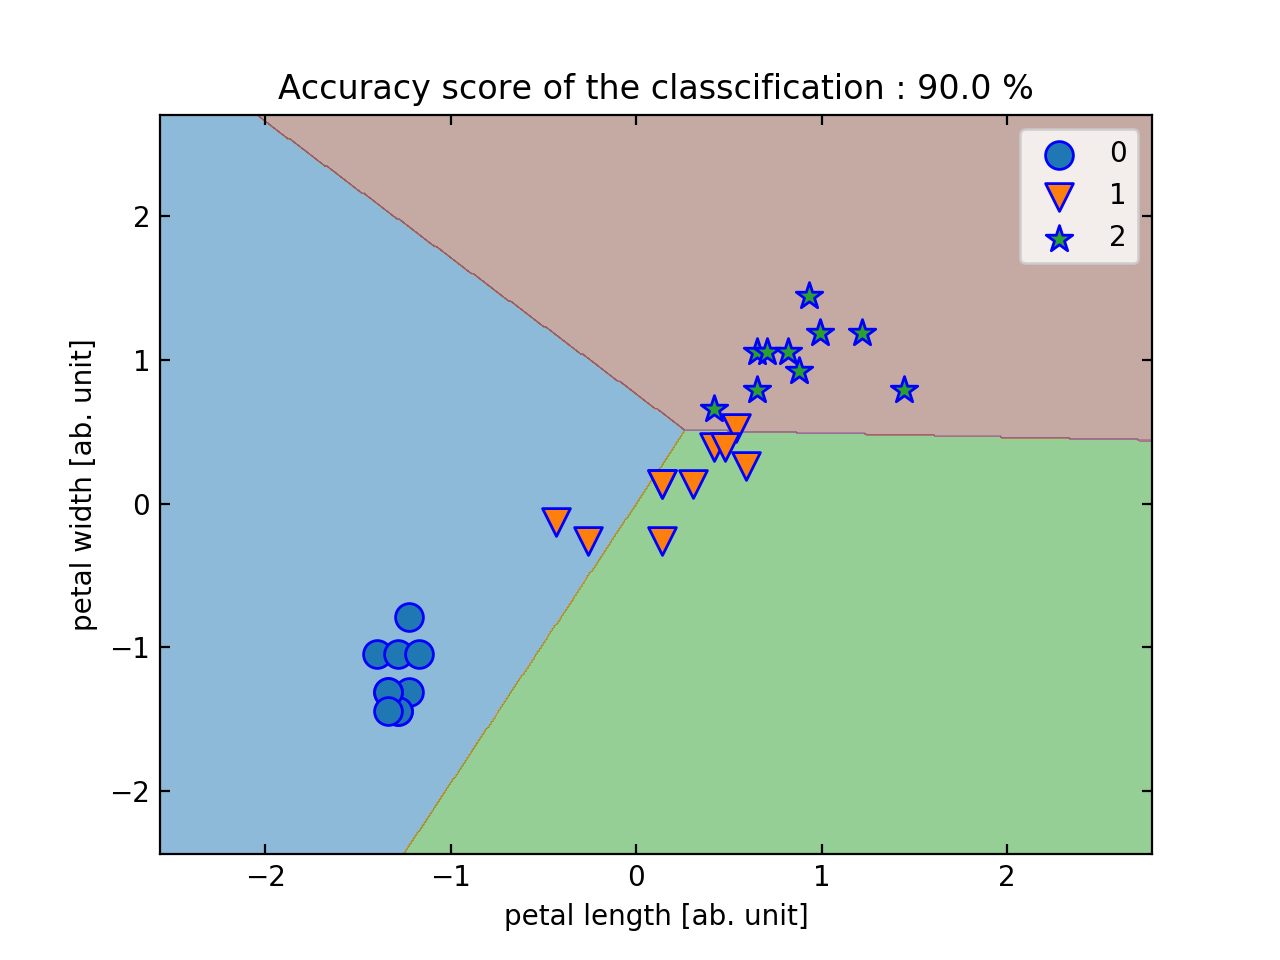 Accuracy score of the classcification : 90.0 %
0
1
2
2
1
0
−1
−2
petal width [ab. unit]
−2 −1 0 1 2
petal length [ab. unit]